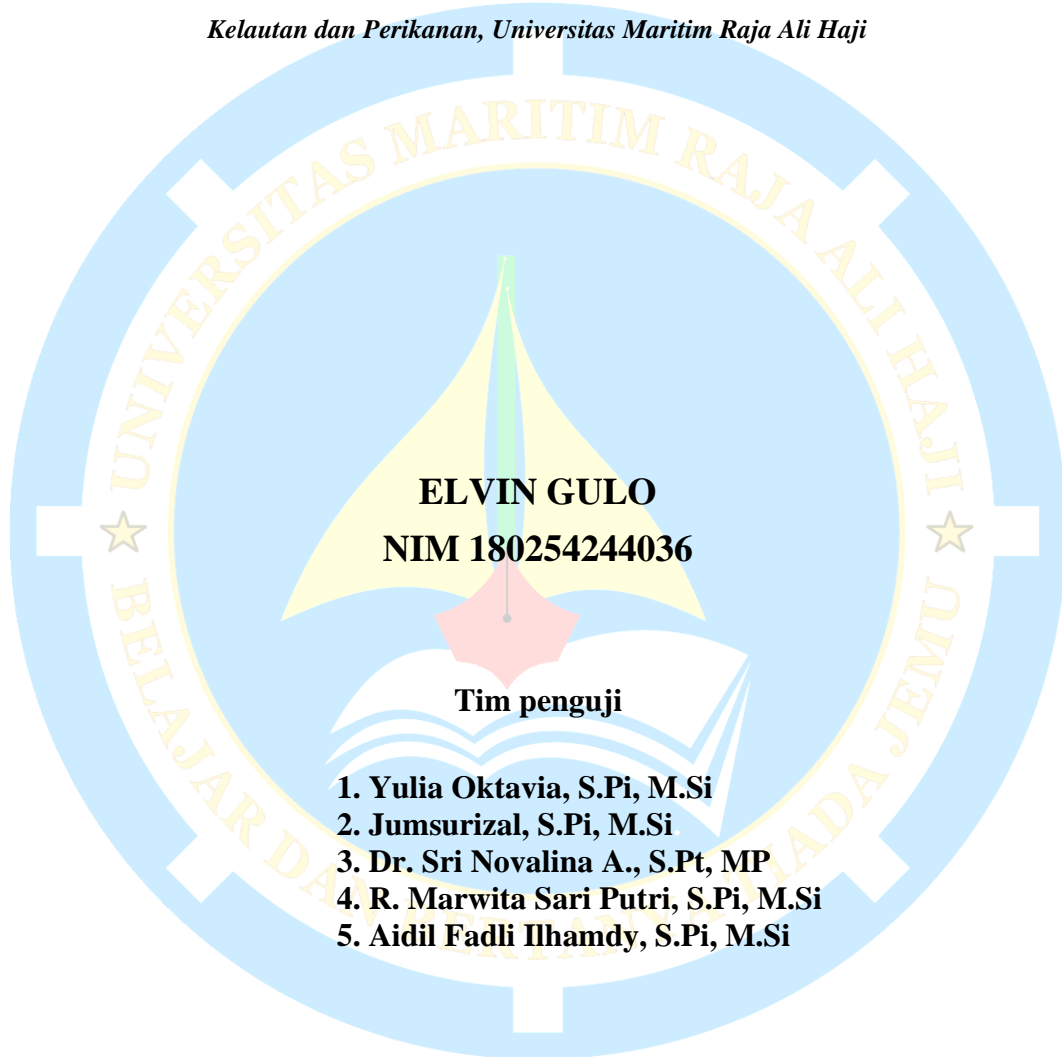 Kelautan dan Perikanan, Universitas Maritim Raja Ali Haji
UNIVERSITAS MARITIM RAJA ALI HAJI
ELVIN GULO
NIM 180254244036
Tim penguji
1. Yulia Oktavia, S.Pi, M.Si
2. Jumsurizal, S.Pi, M.Si
3. Dr. Sri Novalina A., S.Pt, MP
4. R. Marwita Sari Putri, S.Pi, M.Si
5. Aidil Fadli Ilhamdy, S.Pi, M.Si
BELAJAR DAN BERTANYA TIADA JEMU